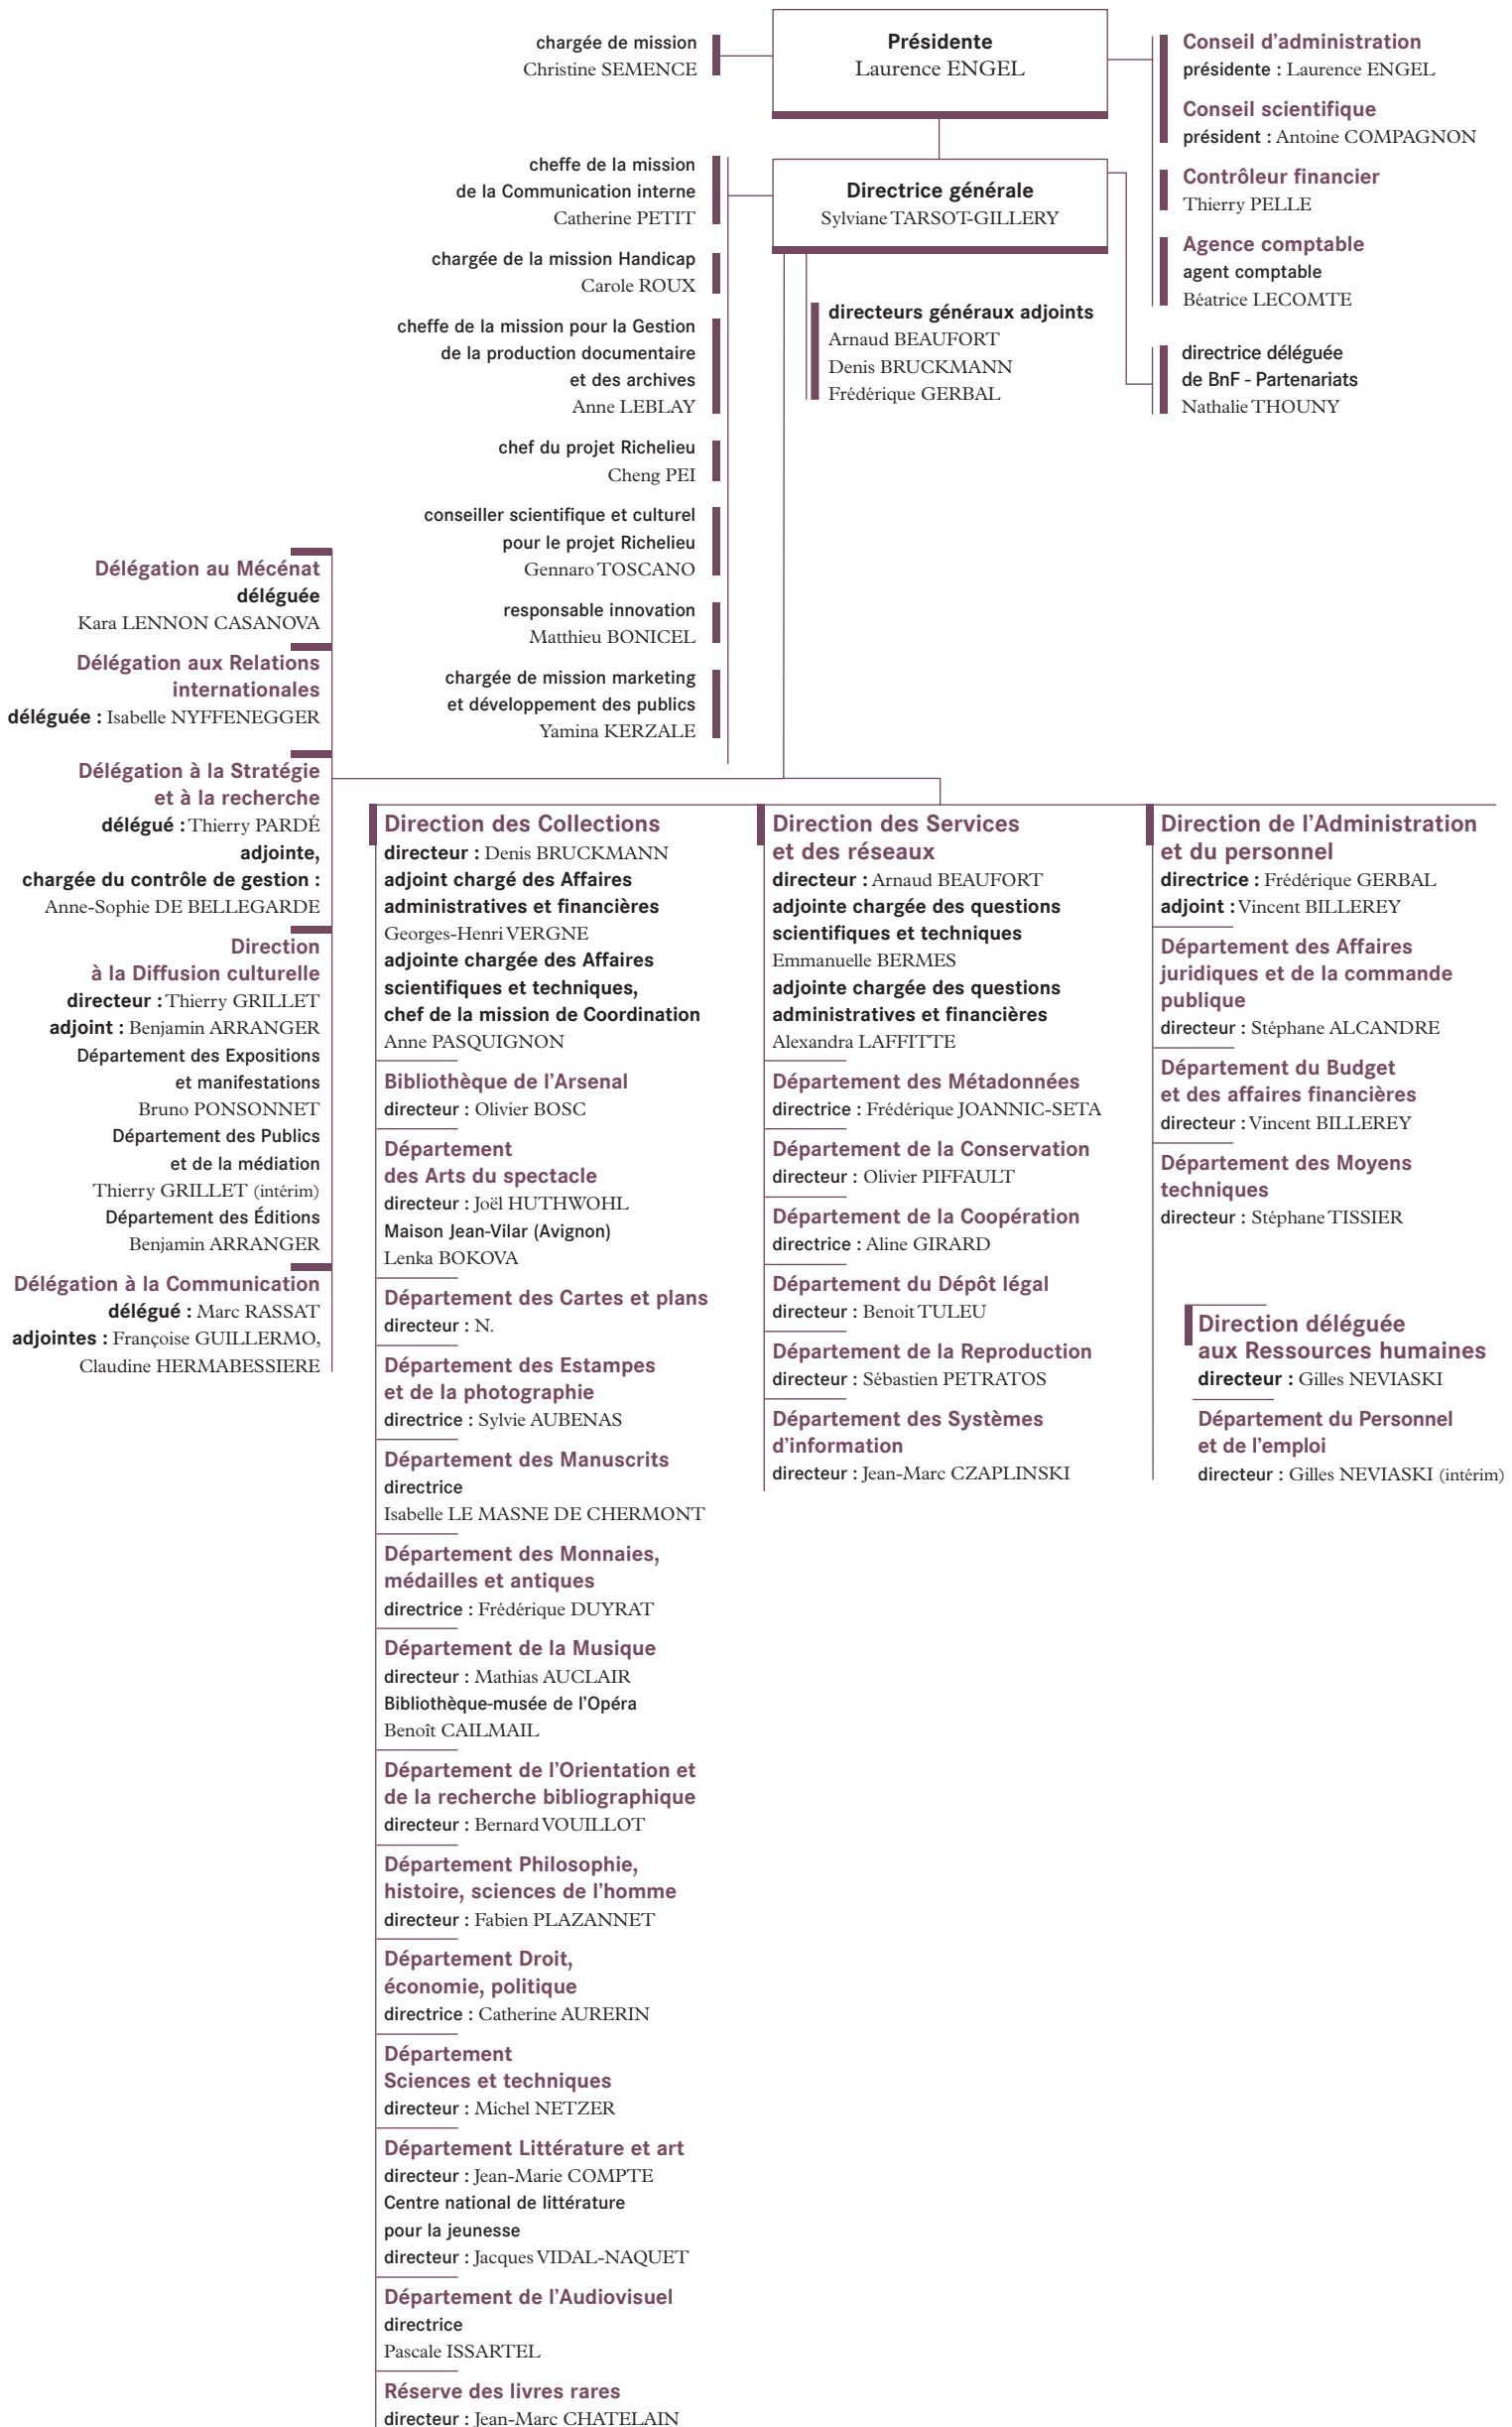 chargée de mission
Christine SEMENCE
Présidente
Laurence ENGEL
Conseil d'administration
présidente : Laurence ENGEL
Conseil scientifique
président : Antoine COMPAGNON
Contrôleur financier
Thierry PELLE
Agence comptable
agent comptable
Béatrice LECOMTE
directrice déléguée
de BnF - Partenariats
Nathalie THOUNY
Directrice générale
Sylviane TARSOT-GILLERY
directeurs généraux adjoints
Arnaud BEAUFORT
Denis BRUCKMANN
Frédérique GERBAL
cheffe de la mission
de la Communication interne
Catherine PETIT
chargée de la mission Handicap
Carole ROUX
cheffe de la mission pour la Gestion
de la production documentaire
et des archives
Anne LEBLAY
chef du projet Richelieu
Cheng PEI
conseiller scientifique et culturel
pour le projet Richelieu
Gennaro TOSCANO
responsable innovation
Matthieu BONICEL
chargée de mission marketing
et développement des publics
Yamina KERZALE
Délégation au Mécénat
déléguée
Kara LENNON CASANOVA
Délégation aux Relations
internationales
déléguée : Isabelle NYFFENEGGER
Délégation à la Stratégie
et à la recherche
délégué : Thierry PARDÉ
adjointe,
chargée du contrôle de gestion :
Anne-Sophie DE BELLEGARDE
Direction
à la Diffusion culturelle
directeur : Thierry GRILLET
adjoint : Benjamin ARRANGER
Département des Expositions
et manifestations
Bruno PONSONNET
Département des Publics
et de la médiation
Thierry GRILLET (intérim)
Département des Éditions
Benjamin ARRANGER
Délégation à la Communication
délégué : Marc RASSAT
adjointes : Françoise GUILLERMO,
Claudine HERMABESSIERE
Direction des Collections
directeur : Denis BRUCKMANN
adjoint chargé des Affaires
administratives et financières
Georges-Henri VERGNE
adjointe chargée des Affaires
scientifiques et techniques,
chef de la mission de Coordination
Anne PASQUIGNON
Bibliothèque de l'Arsenal
directeur : Olivier BOSC
Département
des Arts du spectacle
directeur : Joël HUTHWOHL
Maison Jean-Vilar (Avignon)
Lenka BOKOVA
Département des Cartes et plans
directeur : N.
Département des Estampes
et de la photographie
directrice : Sylvie AUBENAS
Département des Manuscrits
directrice
Isabelle LE MASNE DE CHERMONT
Département des Monnaies,
médailles et antiques
directrice : Frédérique DUYRAT
Département de la Musique
directeur : Mathias AUCLAIR
Bibliothèque-musée de l'Opéra
Benoît CAILMAIL
Département de l'Orientation et
de la recherche bibliographique
directeur : Bernard VOUILLOT
Département Philosophie,
histoire, sciences de l'homme
directeur : Fabien PLAZANNET
Département Droit,
économie, politique
directrice : Catherine AURERIN
Département
Sciences et techniques
directeur : Michel NETZER
Département Littérature et art
directeur : Jean-Marie COMPTE
Centre national de littérature
pour la jeunesse
directeur : Jacques VIDAL-NAQUET
Département de l'Audiovisuel
directrice
Pascale ISSARTEL
Réserve des livres rares
directeur : Jean-Marc CHATELAIN
Direction des Services
et des réseaux
directeur : Arnaud BEAUFORT
adjointe chargée des questions
scientifiques et techniques
Emmanuelle BERMES
adjointe chargée des questions
administratives et financières
Alexandra LAFFITTE
Département des Métadonnées
directrice : Frédérique JOANNIC-SETA
Département de la Conservation
directeur : Olivier PIFFAULT
Département de la Coopération
directrice : Aline GIRARD
Département du Dépôt légal
directeur : Benoit TULEU
Département de la Reproduction
directeur : Sébastien PETRATOS
Département des Systèmes
d'information
directeur : Jean-Marc CZAPLINSKI
Direction de l'Administration
et du personnel
directrice : Frédérique GERBAL
adjoint : Vincent BILLEREY
Département des Affaires
juridiques et de la commande
publique
directeur : Stéphane ALCANDRE
Département du Budget
et des affaires financières
directeur : Vincent BILLEREY
Département des Moyens
techniques
directeur : Stéphane TISSIER
Direction déléguée
aux Ressources humaines
directeur : Gilles NEVIASKI
Département du Personnel
et de l'emploi
directeur : Gilles NEVIASKI (intérim)